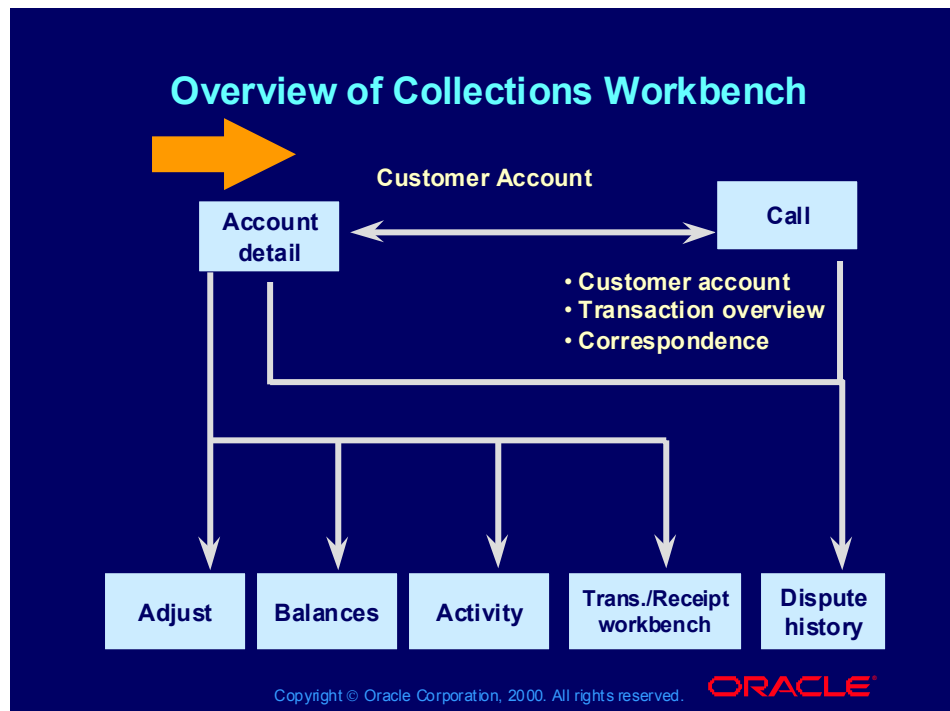 Overview of Collections Workbench
Customer Account
Account
detail
Call
• Customer account
• Transaction overview
• Correspondence
Adjust
Balances
Activity
Trans./Receipt
workbench
Dispute
history
Copyright © Oracle Corporation, 2000. All rights reserved.
ORACLE®